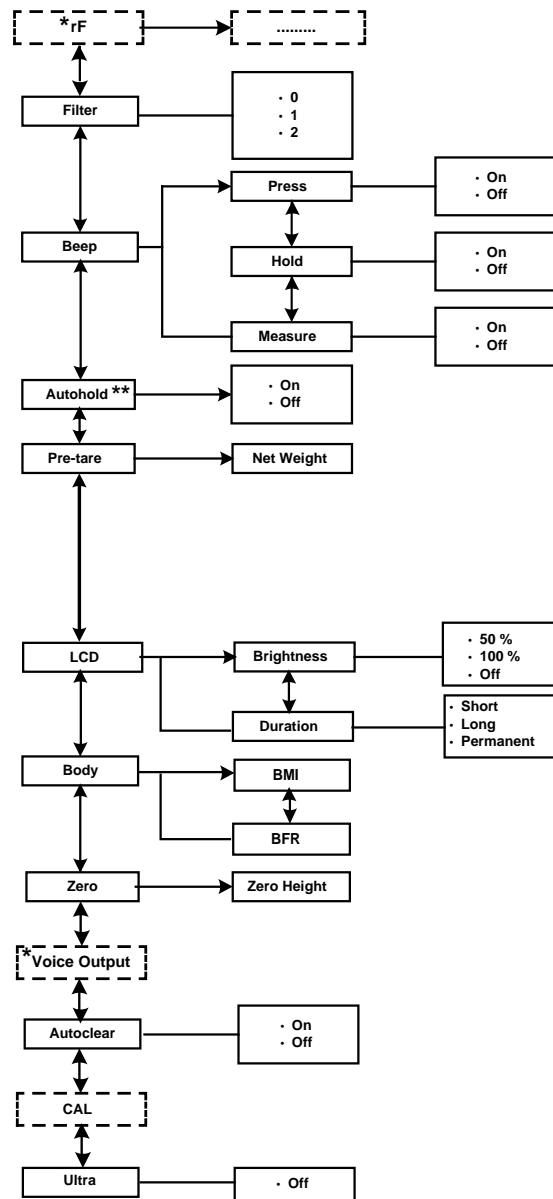 *rF
.........
Filter
· 0
· 1
· 2
Press
· On
· Off
Beep
Hold
· On
· Off
Measure
· On
· Off
Autohold **
· On
· Off
Pre-tare
Net Weight
LCD
Brightness
· 50 %
· 100 %
· Off
Duration
· Short
· Long
· Permanent
Body
BMI
BFR
Zero
Zero Height
*Voice Output
Autoclear
· On
· Off
CAL
Ultra
· Off